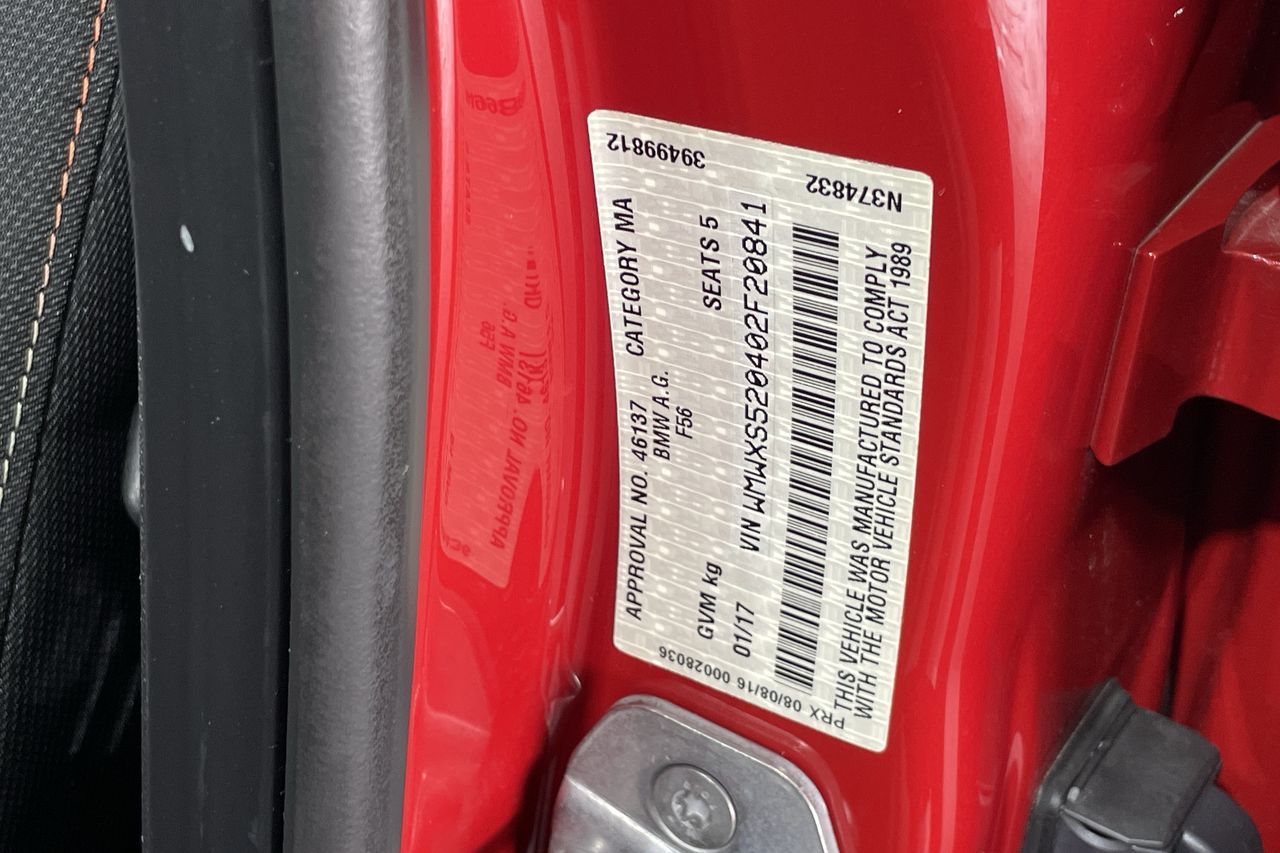 39499812
N374832
APPROVAL NO. 46137 CATEGORY MA
BMW A.G.
F56
GVM kg SEATS 5
01/17
VIN WMWXS520402F20841
THIS VEHICLE WAS MANUFACTURED TO COMPLY
WITH THE MOTOR VEHICLE STANDARDS ACT 1989
PRX 08/08/16 00028036